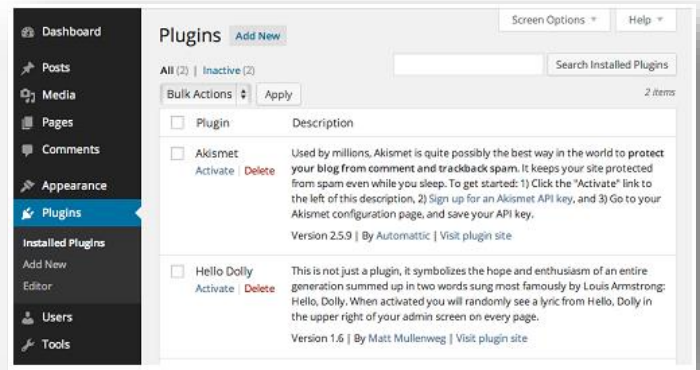 Dashboard
Posts
Media
Pages
Comments
Appearance
Plugins
Installed Plugins
Add New
Editor
Users
Tools
Screen Options
Help
Plugins Add New
All (2) | Inactive (2)
Search Installed Plugins
Bulk Actions Apply
2 items
Plugin Description
Akismet
Activate | Delete
Used by millions, Akismet is quite possibly the best way in the world to protect
your blog from comment and trackback spam. It keeps your site protected
from spam even while you sleep. To get started: 1) Click the "Activate" link to
the left of this description, 2) Sign up for an Akismet API key, and 3) Go to your
Akismet configuration page, and save your API key.
Version 2.5.9 | By Automattic | Visit plugin site
Hello Dolly
Activate | Delete
This is not just a plugin, it symbolizes the hope and enthusiasm of an entire
generation summed up in two words sung most famously by Louis Armstrong:
Hello, Dolly. When activated you will randomly see a lyric from Hello, Dolly in
the upper right of your admin screen on every page.
Version 1.6 | By Matt Mullenweg | Visit plugin site